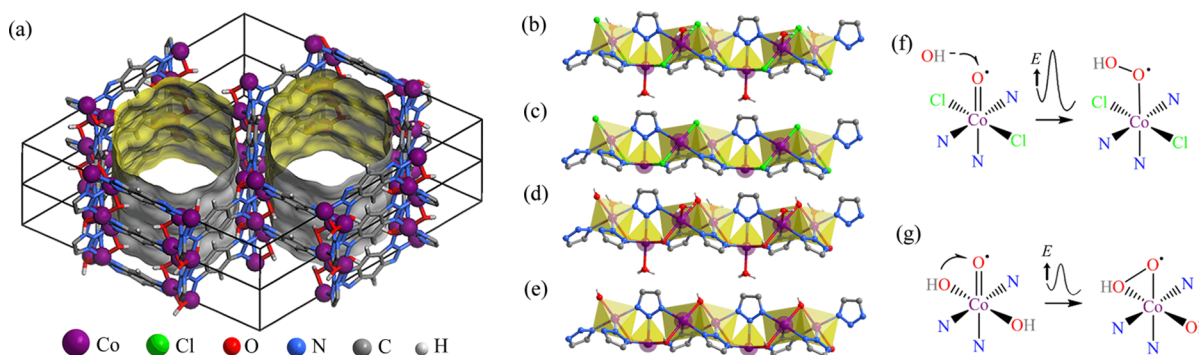 (a)
Co Cl O N C H
(b)
(c)
(d)
(e)
(f)
OH
O•
Cl
N
Co
N
Cl
N
E
HO
O•
Cl
N
Co
N
Cl
N
(g)
O•
HO
N
Co
N
OH
N
E
O•
HO
N
Co
N
O
N